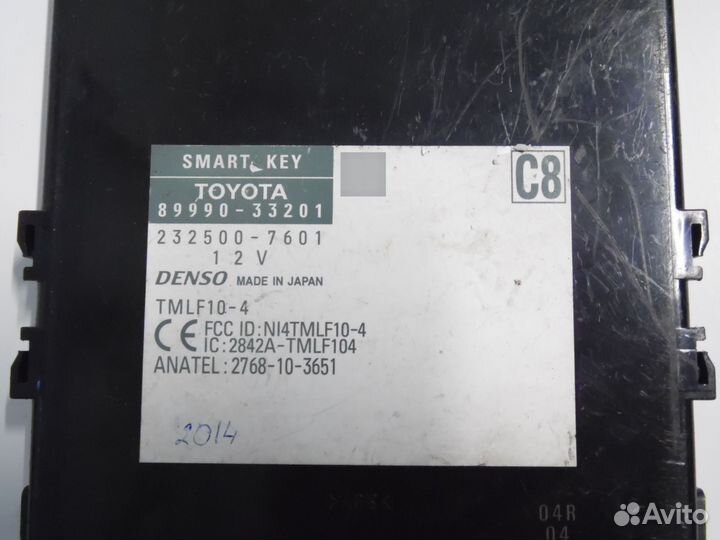 SMART KEY
TOYOTA
89990-33201
C8
232500-7601
12V
DENSO MADE IN JAPAN
TMLF10-4
CE FCC ID:NI4TMLF10-4
IC:2842A-TMLF104
ANATEL:2768-10-3651
2014
04R
04
Avito